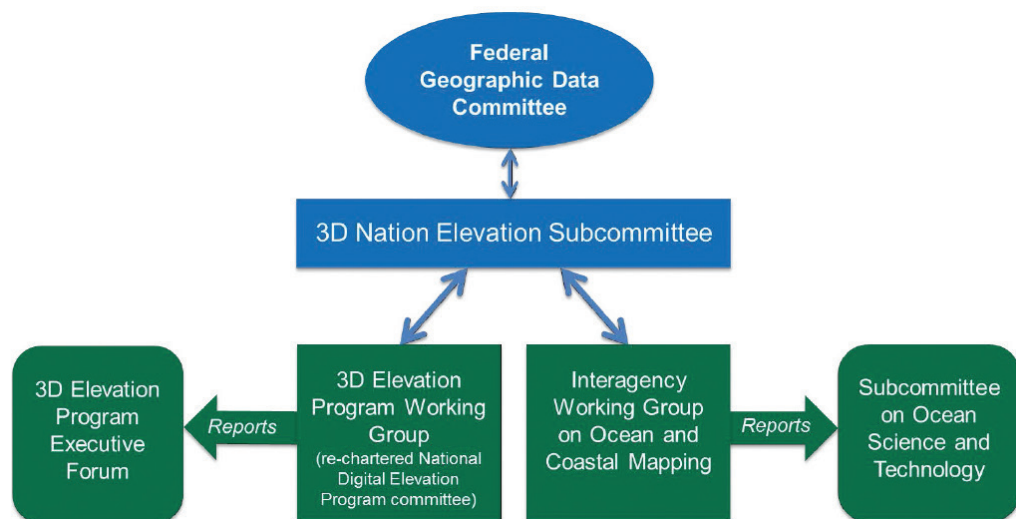 Federal
Geographic Data
Committee
3D Nation Elevation Subcommittee
3D Elevation
Program
Executive
Forum
Reports
3D Elevation
Program Working
Group
(re-chartered National
Digital Elevation
Program committee)
Interagency
Working Group
on Ocean and
Coastal Mapping
Reports
Subcommittee
on Ocean
Science and
Technology